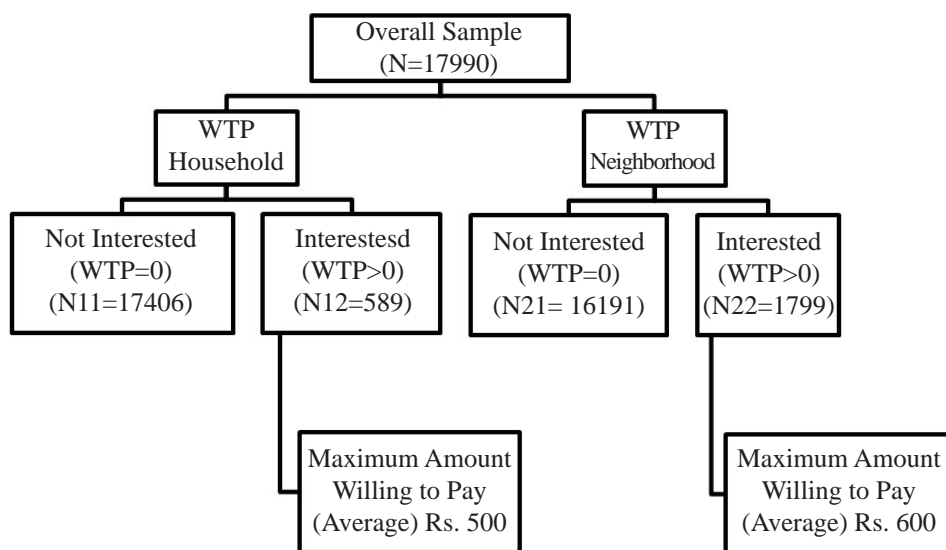 Overall Sample
(N=17990)
WTP
Household
WTP
Neighborhood
Not Interested
(WTP=0)
(N11=17406)
Interestesd
(WTP>0)
(N12=589)
Not Interested
(WTP=0)
(N21= 16191)
Interested
(WTP>0)
(N22=1799)
Maximum Amount
Willing to Pay
(Average) Rs. 500
Maximum Amount
Willing to Pay
(Average) Rs. 600